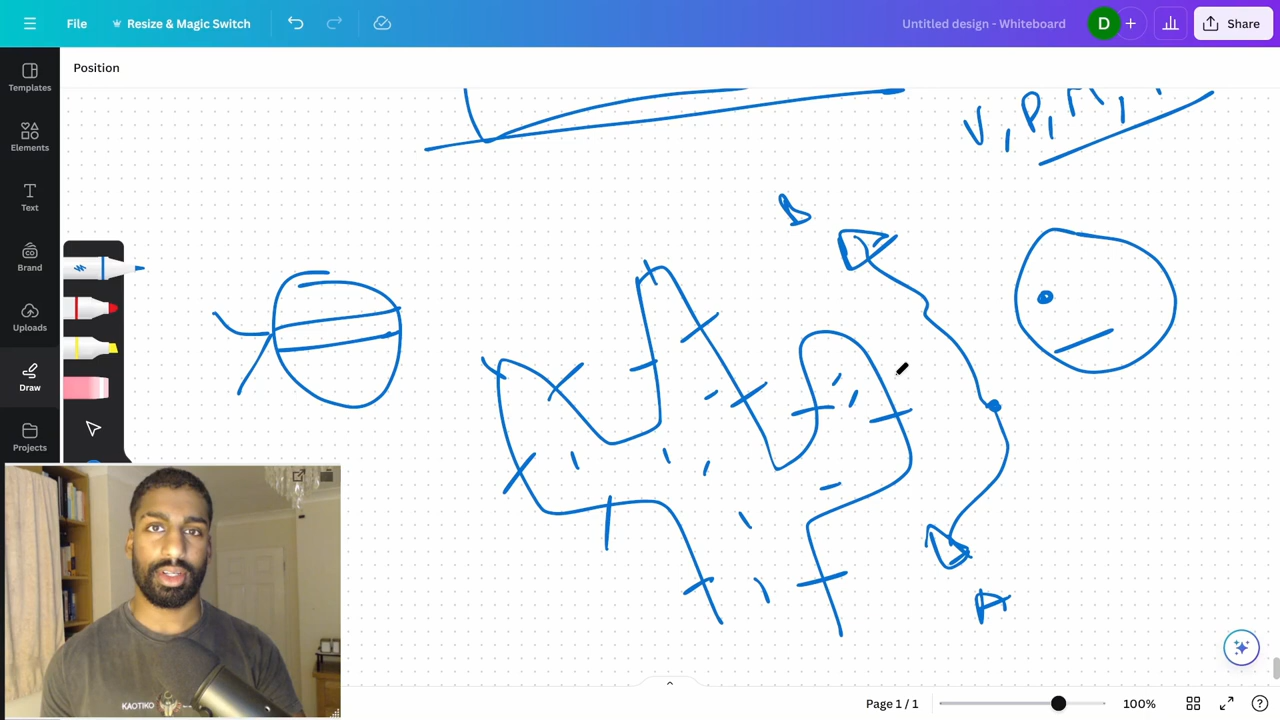 File
Resize & Magic Switch
Untitled design - Whiteboard
D
+
Share
Position
Templates
Elements
Text
Brand
Uploads
Draw
Projects
V, P,
B
A
KAOTIKO
Page 1 / 1
100%